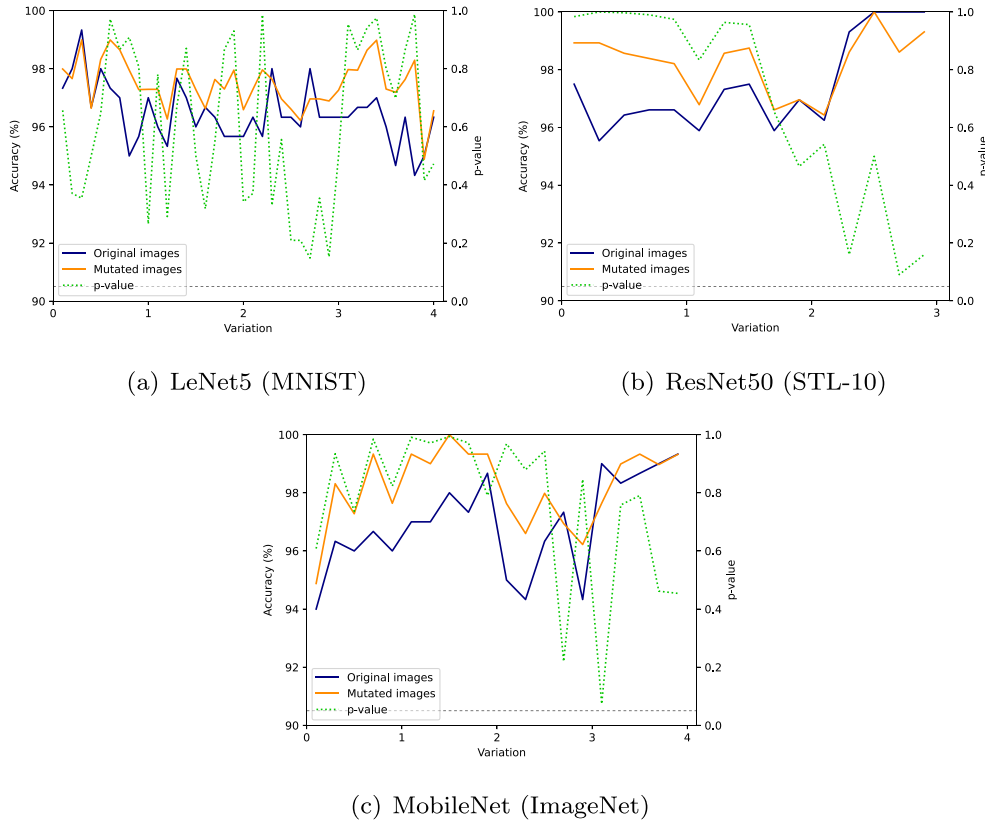 100
98
96
94
92
90
Accuracy (%)
1.0
0.8
0.6
0.4
0.2
0.0
p-value
Original images
Mutated images
p-value
0 1 2 3 4
Variation
(a) LeNet5 (MNIST)
100
98
96
94
92
90
Accuracy (%)
1.0
0.8
0.6
0.4
0.2
0.0
p-value
Original images
Mutated images
p-value
0 1 2 3
Variation
(b) ResNet50 (STL-10)
100
98
96
94
92
90
Accuracy (%)
1.0
0.8
0.6
0.4
0.2
0.0
p-value
Original images
Mutated images
p-value
0 1 2 3 4
Variation
(c) MobileNet (ImageNet)